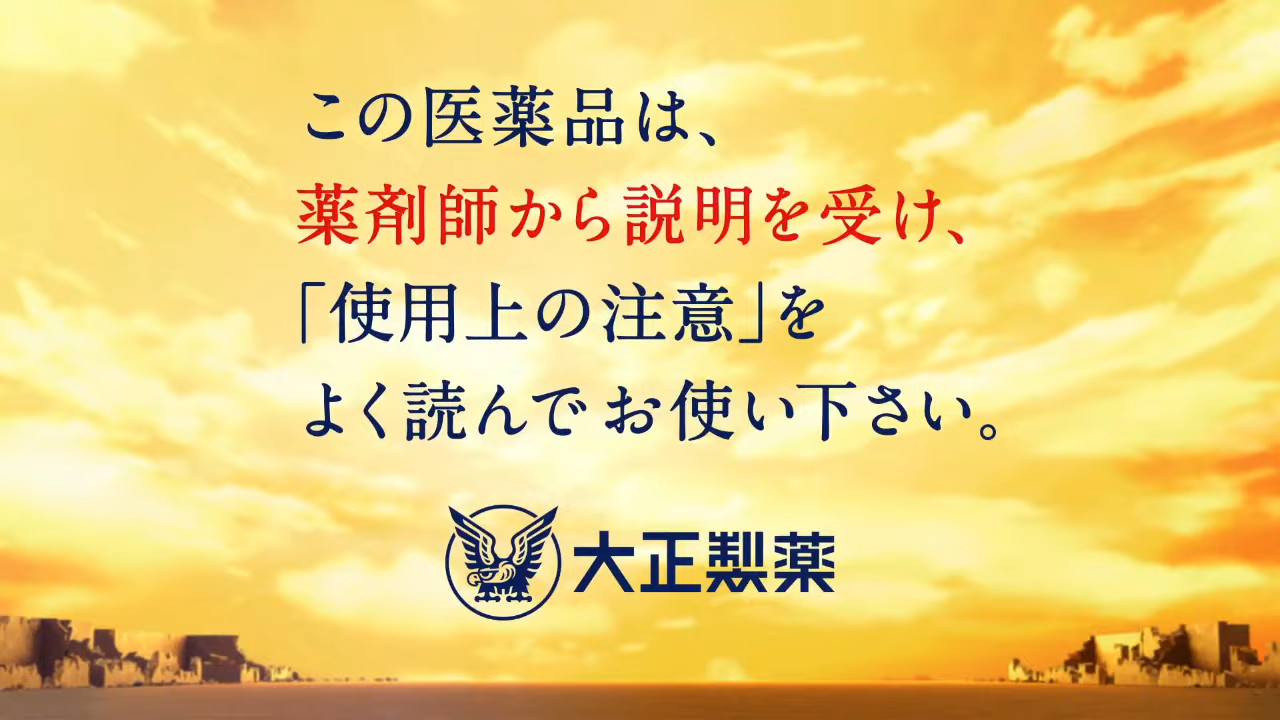 この医薬品は、
薬剤師から説明を受け、
「使用上の注意」を
よく読んでお使い下さい。
大正製薬